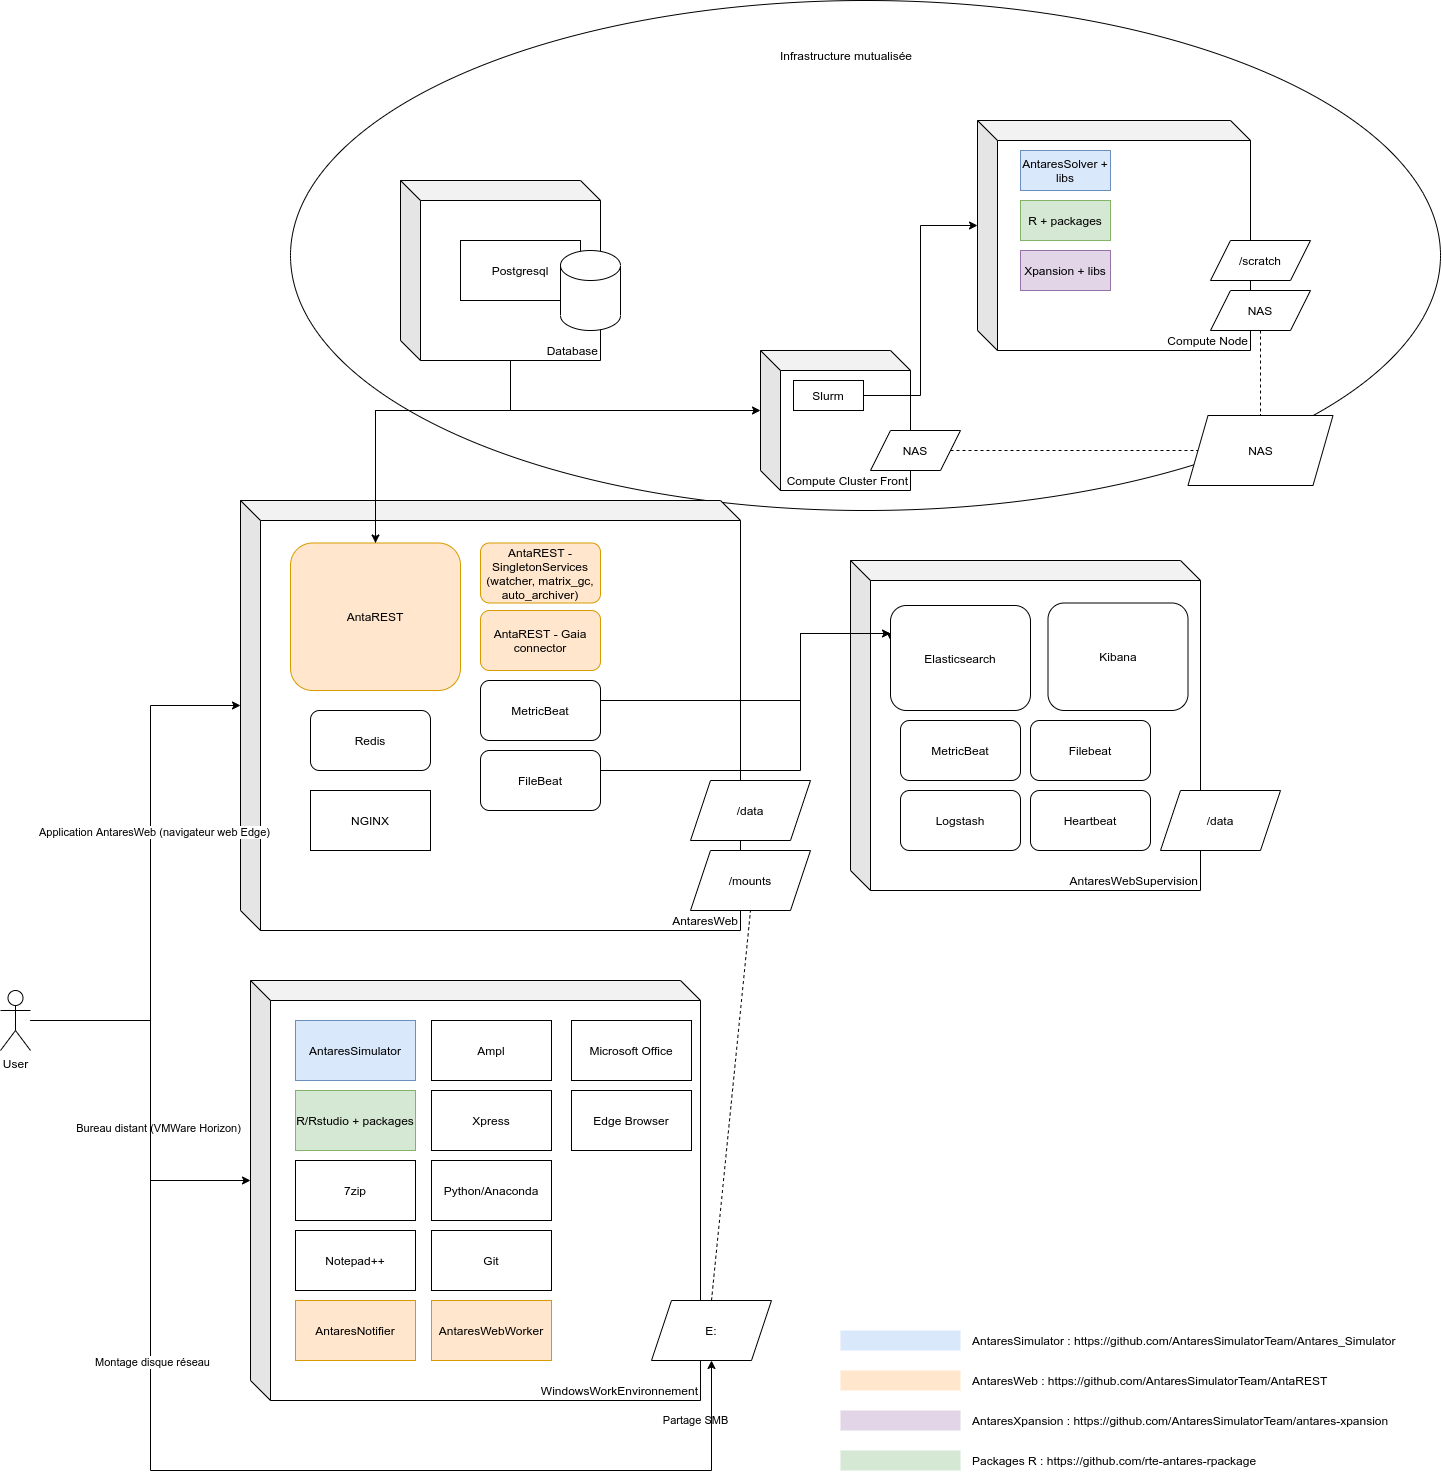 Infrastructure mutualisée
AntaresSolver +
libs
R + packages
Xpansion + libs
/scratch
NAS
Compute Node
Postgresql
Database
Slurm
NAS
Compute Cluster Front
NAS
AntaREST
AntaREST -
SingletonServices
(watcher, matrix_gc,
auto_archiver)
AntaREST - Gaia
connector
MetricBeat
FileBeat
Redis
NGINX
/data
/mounts
AntaresWeb
Elasticsearch
Kibana
MetricBeat
Filebeat
Logstash
Heartbeat
/data
AntaresWebSupervision
Application AntaresWeb (navigateur web Edge)
User
Bureau distant (VMWare Horizon)
Montage disque réseau
AntaresSimulator
Ampl
Microsoft Office
R/Rstudio + packages
Xpress
Edge Browser
7zip
Python/Anaconda
Notepad++
Git
AntaresNotifier
AntaresWebWorker
E:
WindowsWorkEnvironnement
Partage SMB
AntaresSimulator : https://github.com/AntaresSimulatorTeam/Antares_Simulator
AntaresWeb : https://github.com/AntaresSimulatorTeam/AntaREST
AntaresXpansion : https://github.com/AntaresSimulatorTeam/antares-xpansion
Packages R : https://github.com/rte-antares-rpackage